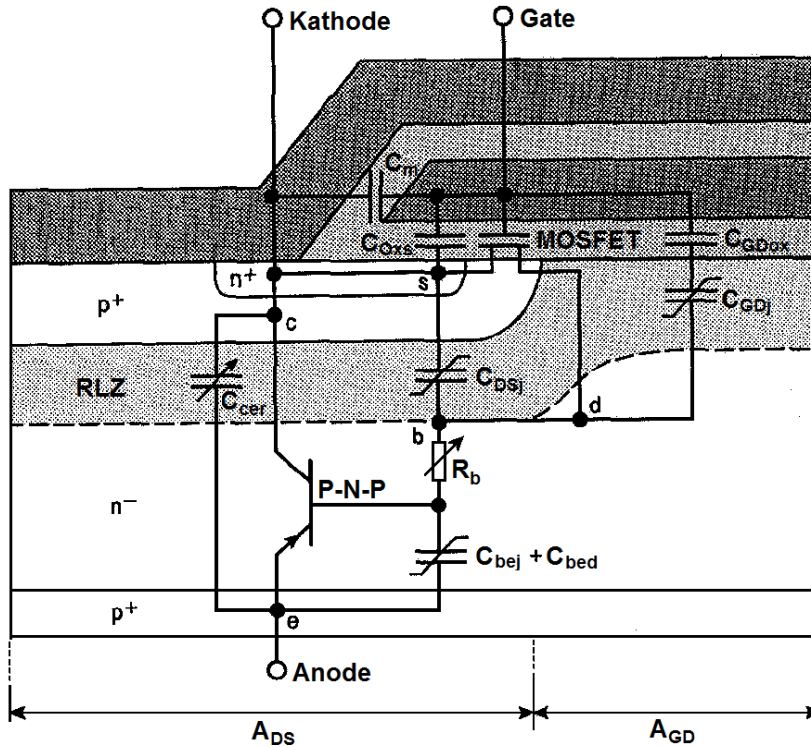 Kathode
Gate
Cm
COxs
MOSFET
CGDox
n+
s
p+
c
CGDj
RLZ
Ccer
CDSj
d
b
Rb
P-N-P
n−
Cbej + Cbed
p+
e
Anode
ADS
AGD